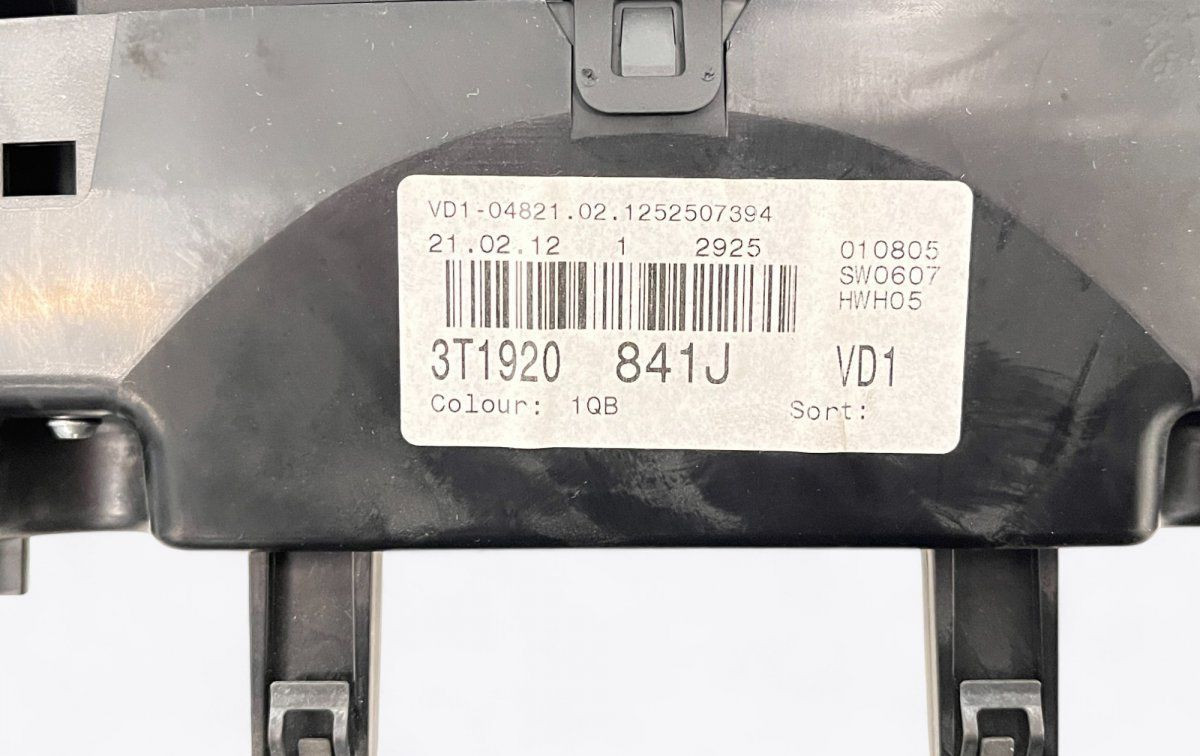 VD1-04821.02.1252507394
21.02.12 1 2925 010805
SW0607
HWH05
3T1920 841J VD1
Colour: 1QB Sort: